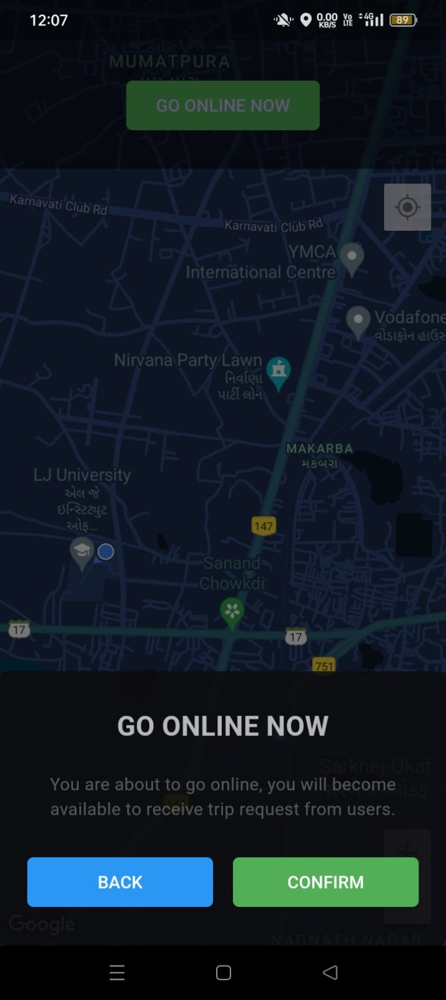 12:07
0.00
KB/S
Vo
LTE
4G
89
MUMATPURA
GO ONLINE NOW
Karnavati Club Rd
Karnavati Club Rd
YMCA
International Centre
Vodafone
વોડાફોન હાઉસ
Nirvana Party Lawn
નિર્વાણા
પાર્ટી લોન
MAKARBA
મકબરા
LJ University
એલ જે
ઇન્સ્ટિટ્યુટ
ઓફ...
147
Sanand
Chowkdi
17
17
751
GO ONLINE NOW
Sarkhej-Okaf
You are about to go online, you will become
available to receive trip request from users.
BACK
CONFIRM
Google
NAGNATH NAGAR